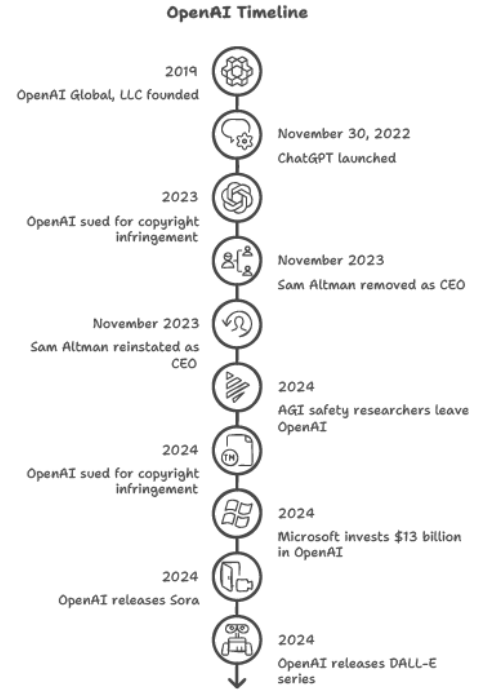 OpenAI Timeline
2019
OpenAI Global, LLC founded
November 30, 2022
ChatGPT launched
2023
OpenAI sued for copyright
infringement
November 2023
Sam Altman removed as CEO
November 2023
Sam Altman reinstated as
CEO
2024
AGI safety researchers leave
OpenAI
2024
OpenAI sued for copyright
infringement
TM
2024
Microsoft invests $13 billion
in OpenAI
2024
OpenAI releases Sora
2024
OpenAI releases DALL-E
series